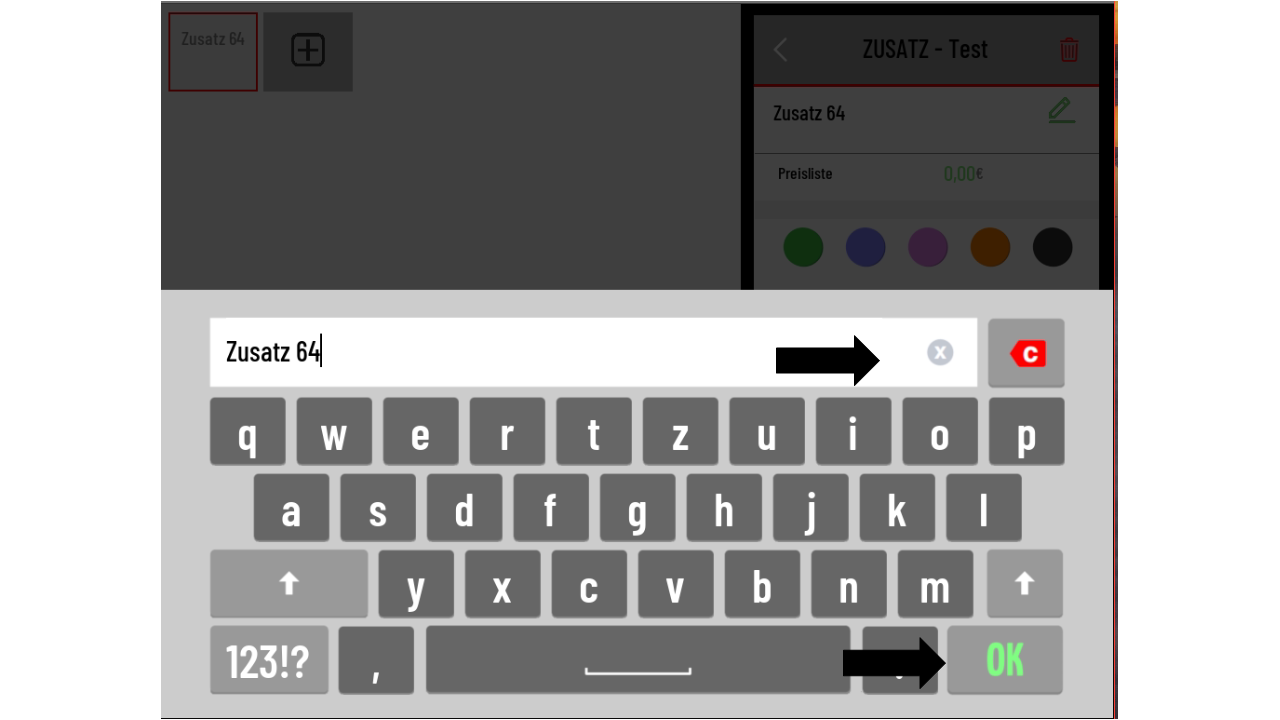 Zusatz 64
ZUSATZ - Test
Zusatz 64
Preisliste 0,00€
Zusatz 64
x
C
q w e r t z u i o p
a s d f g h j k l
y x c v b n m
123!? , OK